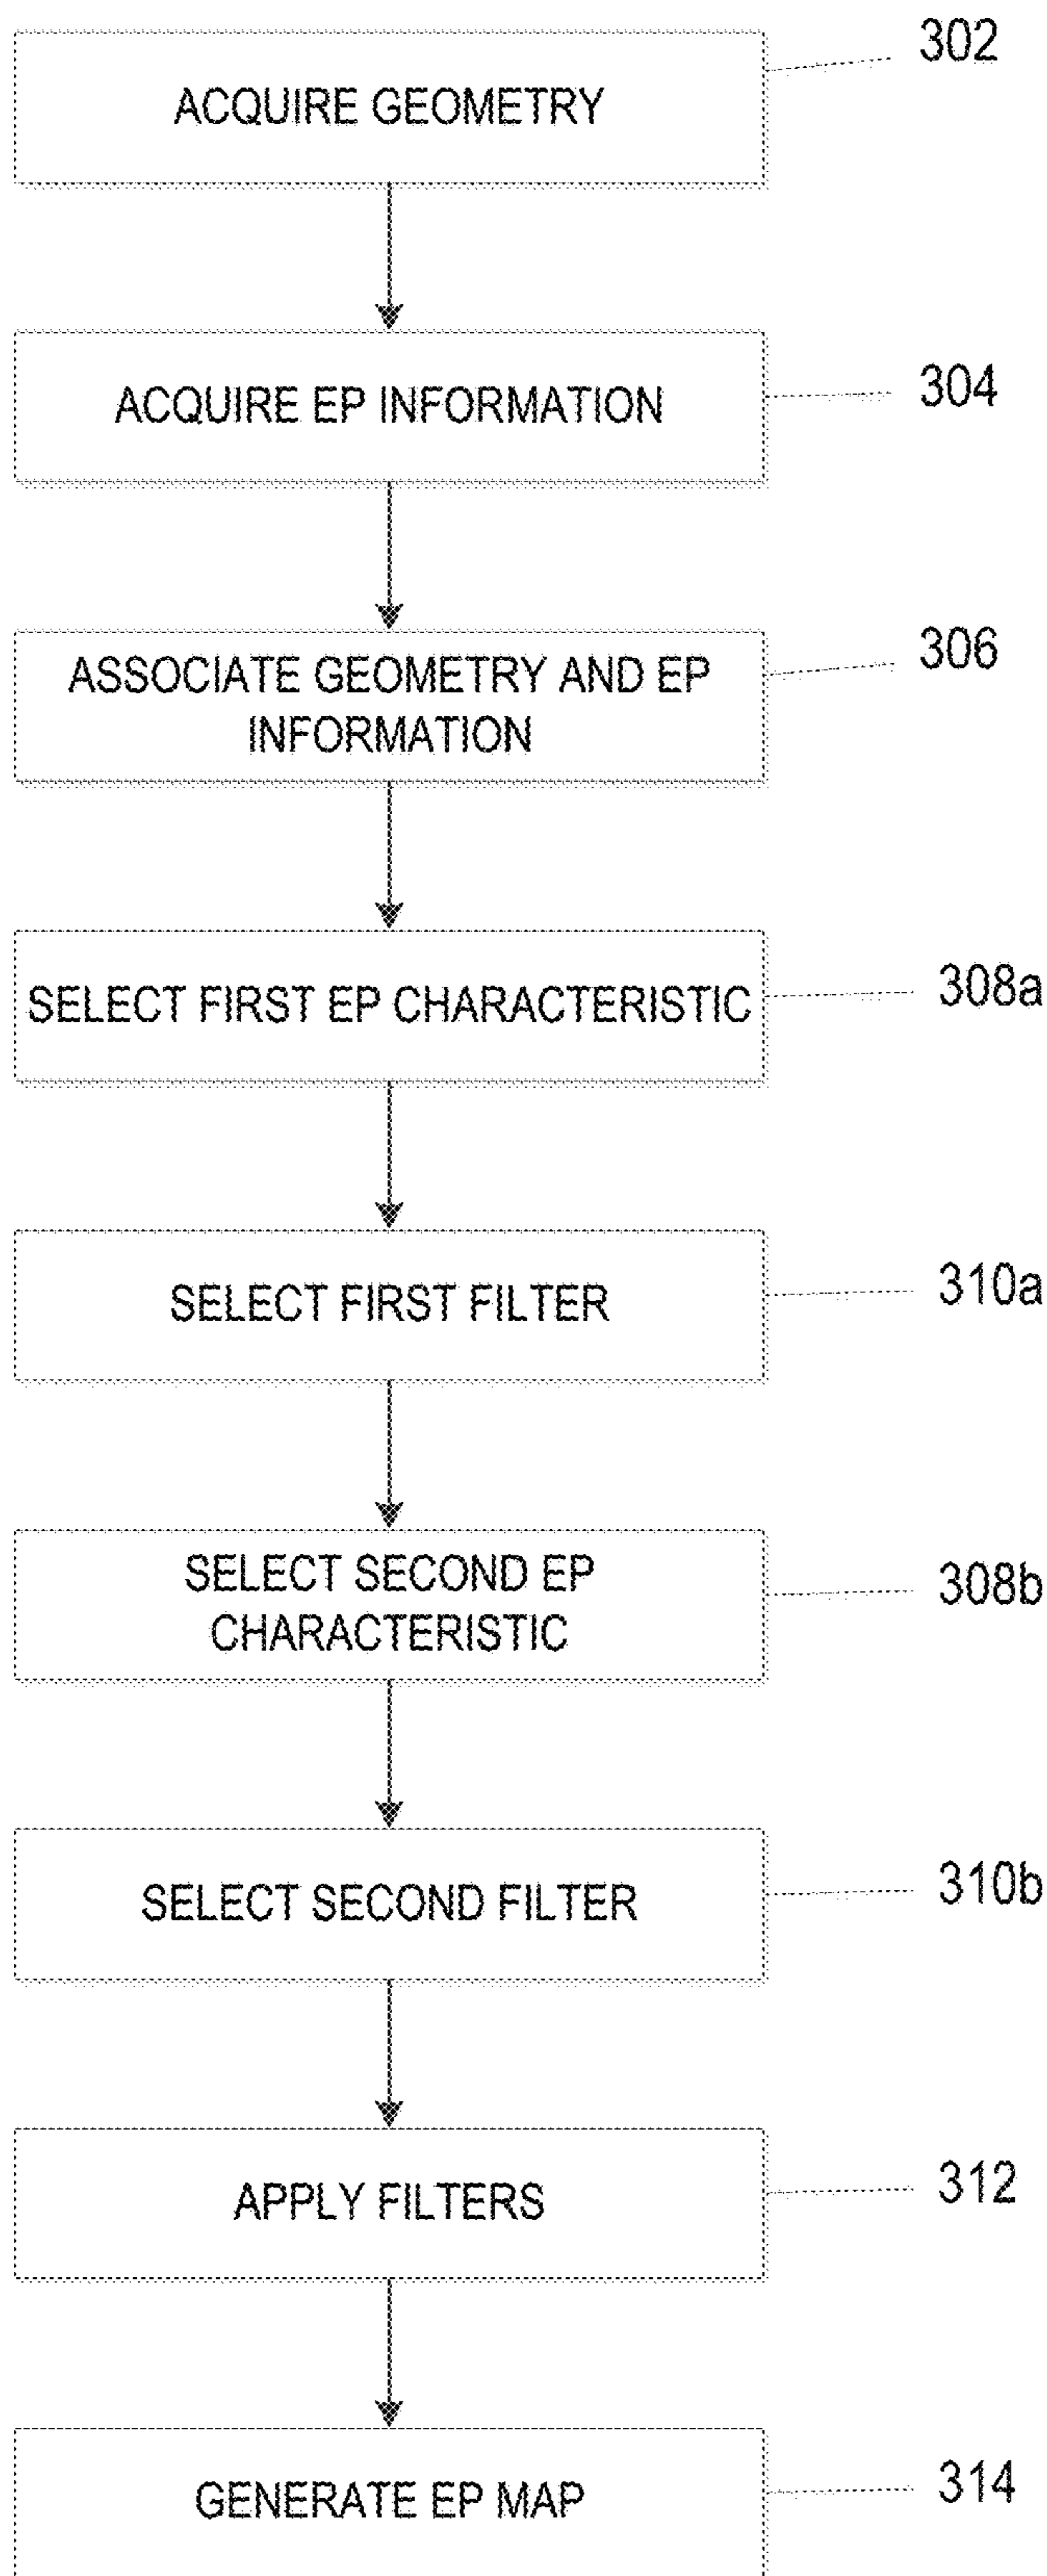 302
ACQUIRE GEOMETRY
304
ACQUIRE EP INFORMATION
306
ASSOCIATE GEOMETRY AND EP
INFORMATION
308a
SELECT FIRST EP CHARACTERISTIC
310a
SELECT FIRST FILTER
308b
SELECT SECOND EP
CHARACTERISTIC
310b
SELECT SECOND FILTER
312
APPLY FILTERS
314
GENERATE EP MAP